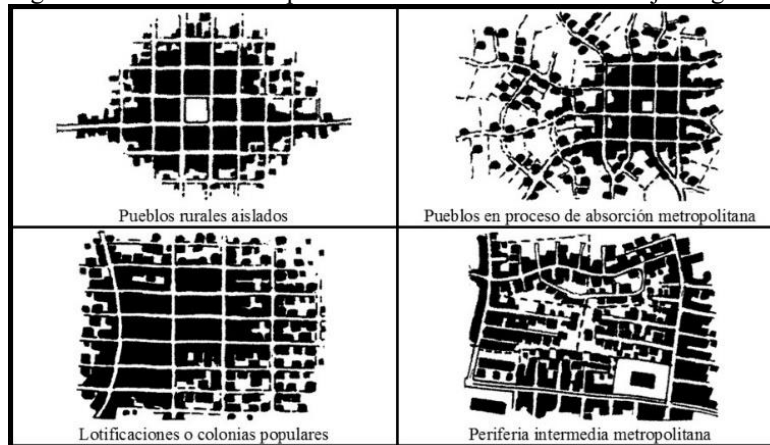 Pueblos rurales aislados
Pueblos en proceso de absorción metropolitana
Lotificaciones o colonias populares
Periferia intermedia metropolitana